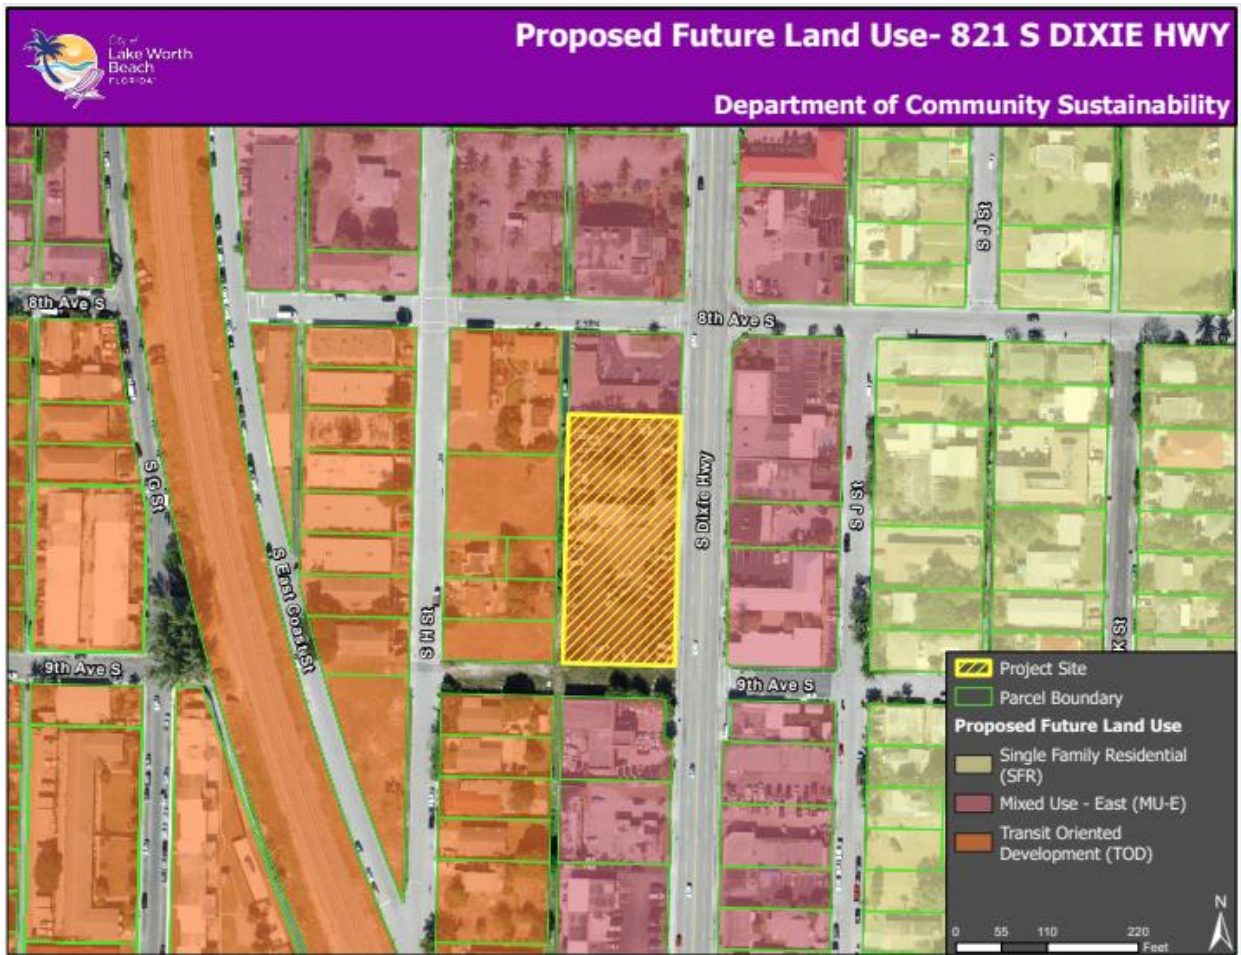 City of
Lake Worth
Beach
FLORIDA
Proposed Future Land Use- 821 S DIXIE HWY
Department of Community Sustainability
8th Ave S
8th Ave S
S J St
S G St
S East Coast St
S H St
S Dixie Hwy
S J St
K St
9th Ave S
9th Ave S
Project Site
Parcel Boundary
Proposed Future Land Use
Single Family Residential
(SFR)
Mixed Use - East (MU-E)
Transit Oriented
Development (TOD)
N
0 55 110 220
Feet